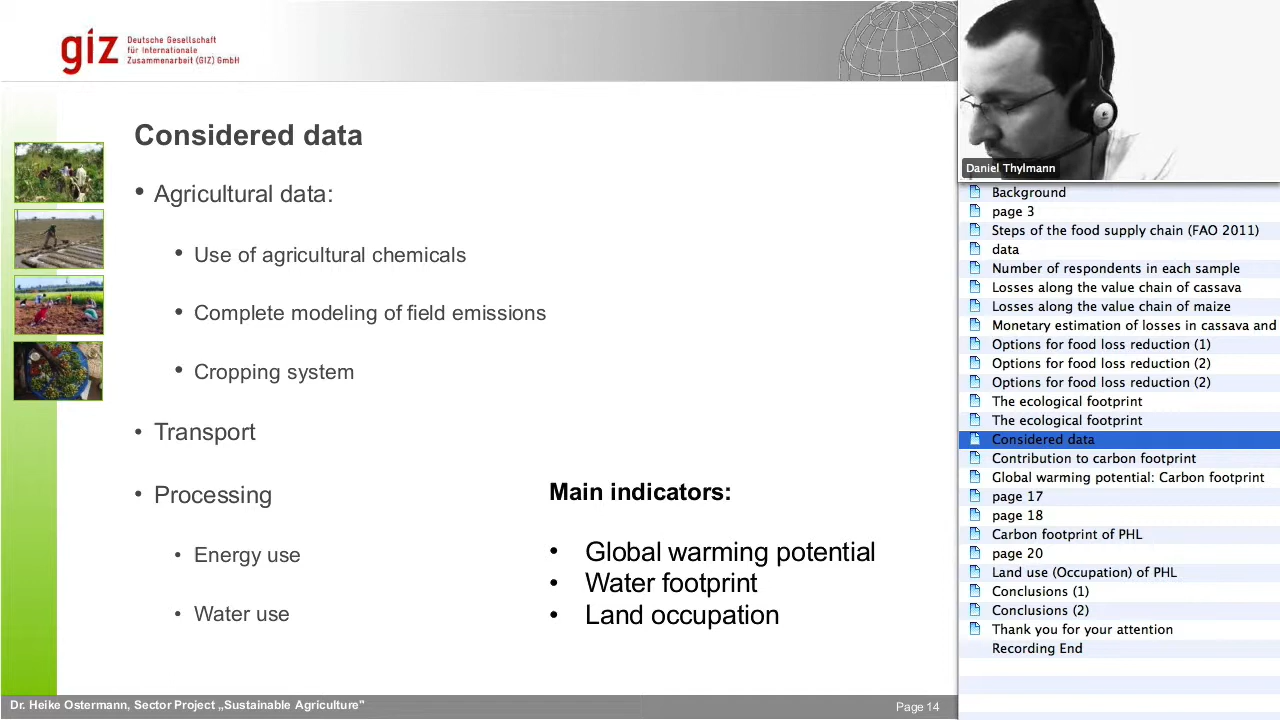 giz Deutsche Gesellschaft
für Internationale
Zusammenarbeit (GIZ) GmbH
Considered data
• Agricultural data:
• Use of agricultural chemicals
• Complete modeling of field emissions
• Cropping system
• Transport
• Processing
• Energy use
• Water use
Main indicators:
• Global warming potential
• Water footprint
• Land occupation
Dr. Heike Ostermann, Sector Project „Sustainable Agriculture"
Page 14
Daniel Thylmann
Background
page 3
Steps of the food supply chain (FAO 2011)
data
Number of respondents in each sample
Losses along the value chain of cassava
Losses along the value chain of maize
Monetary estimation of losses in cassava and
Options for food loss reduction (1)
Options for food loss reduction (2)
Options for food loss reduction (2)
The ecological footprint
The ecological footprint
Considered data
Contribution to carbon footprint
Global warming potential: Carbon footprint
page 17
page 18
Carbon footprint of PHL
page 20
Land use (Occupation) of PHL
Conclusions (1)
Conclusions (2)
Thank you for your attention
Recording End